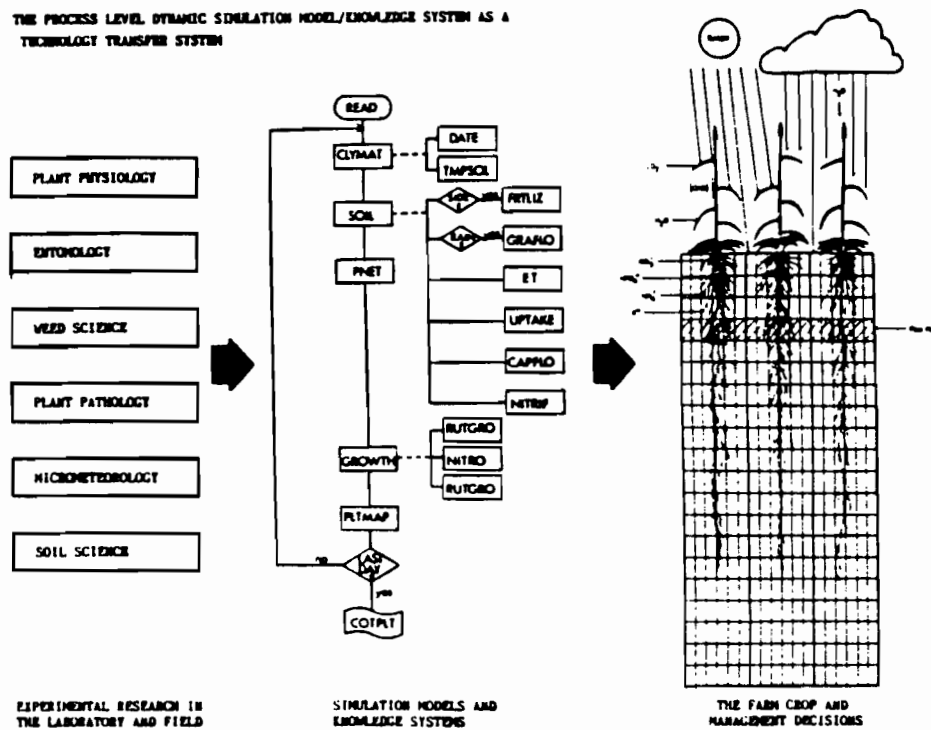 THE PROCESS LEVEL DYNAMIC SIMULATION MODEL/KNOWLEDGE SYSTEM AS A
TECHNOLOGY TRANSFER SYSTEM
PLANT PHYSIOLOGY
ENTOMOLOGY
WEED SCIENCE
PLANT PATHOLOGY
MICROMETEOROLOGY
SOIL SCIENCE
EXPERIMENTAL RESEARCH IN
THE LABORATORY AND FIELD
READ
CLYMAT
DATE
TMPSOL
SOIL
yes
FRTLIZ
RAIN
yes
GRAFLO
PNET
ET
UPTAKE
CAPFLO
NITRIF
GROWTH
RUTGRO
NITRO
RUTGRO
PLTMAP
LAST
DAY
no
yes
COTPLT
SIMULATION MODELS AND
KNOWLEDGE SYSTEMS
THE FARM CROP AND
MANAGEMENT DECISIONS